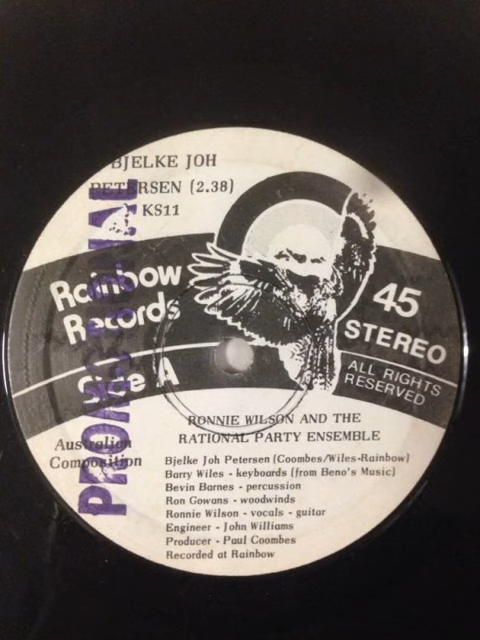 BJELKE JOH
PETERSEN (2.38)
KS11
PROMOTIONAL
Rainbow
Records
Side A
45
STEREO
ALL RIGHTS
RESERVED
Australian
Composition
RONNIE WILSON AND THE
RATIONAL PARTY ENSEMBLE
Bjelke Joh Petersen (Coombes/Wiles-Rainbow)
Barry Wiles - keyboards (from Beno's Music)
Bevin Barnes - percussion
Ron Gowans - woodwinds
Ronnie Wilson - vocals - guitar
Engineer - John Williams
Producer - Paul Coombes
Recorded at Rainbow